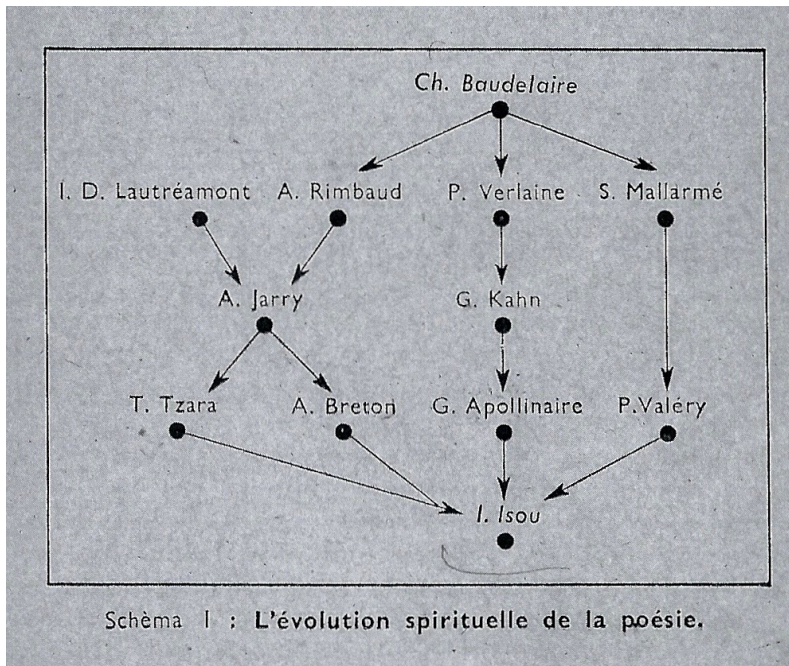 Ch. Baudelaire
I. D. Lautréamont A. Rimbaud P. Verlaine S. Mallarmé
A. Jarry G. Kahn
T. Tzara A. Breton G. Apollinaire P.Valéry
I. Isou
Schèma I : L'évolution spirituelle de la poésie.